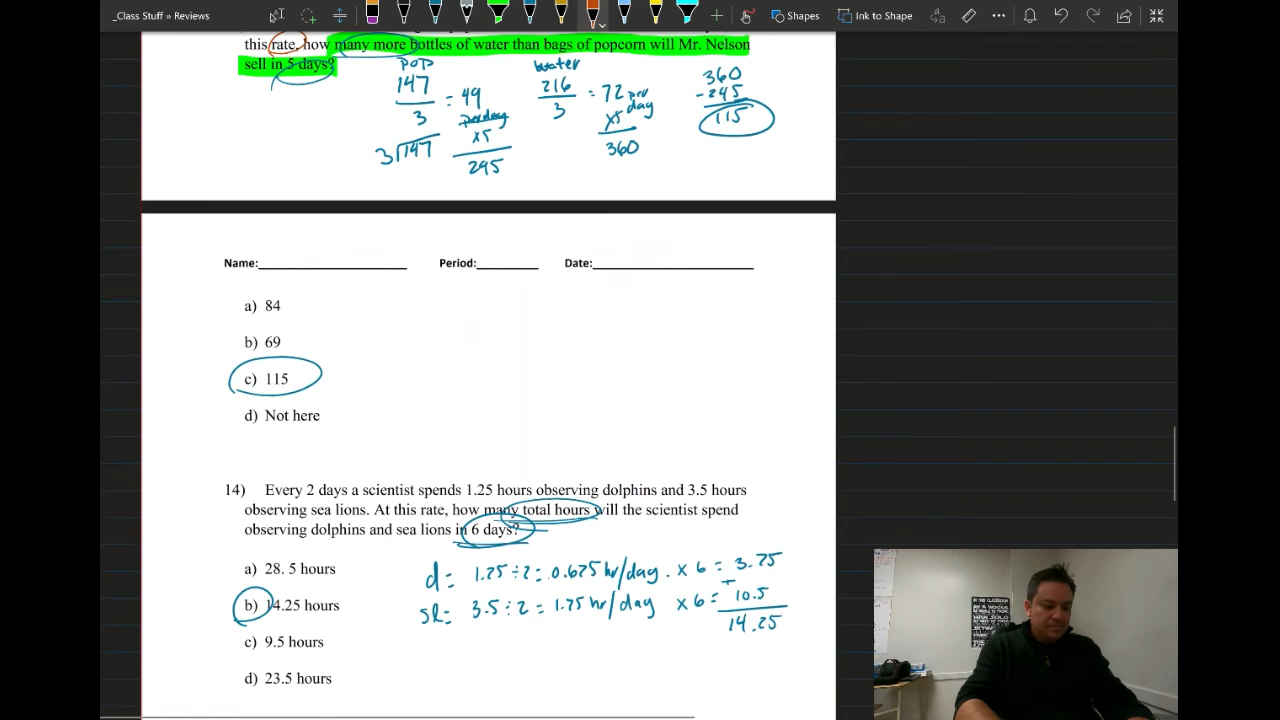 _Class Stuff » Reviews
Shapes
Ink to Shape
this rate, how many more bottles of water than bags of popcorn will Mr. Nelson
sell in 5 days?
pop
147
3
= 49
per day
x5
245
3 147
water
216
3
= 72 per day
x5
360
360
-245
115
Name:
Period:
Date:
a) 84
b) 69
c) 115
d) Not here
14) Every 2 days a scientist spends 1.25 hours observing dolphins and 3.5 hours
observing sea lions. At this rate, how many total hours will the scientist spend
observing dolphins and sea lions in 6 days?
a) 28. 5 hours
b) 14.25 hours
c) 9.5 hours
d) 23.5 hours
d = 1.25 ÷ 2 = 0.625 hr/day. x 6 = 3.75
sl = 3.5 ÷ 2 = 1.75 hr/day x 6 = + 10.5
14.25